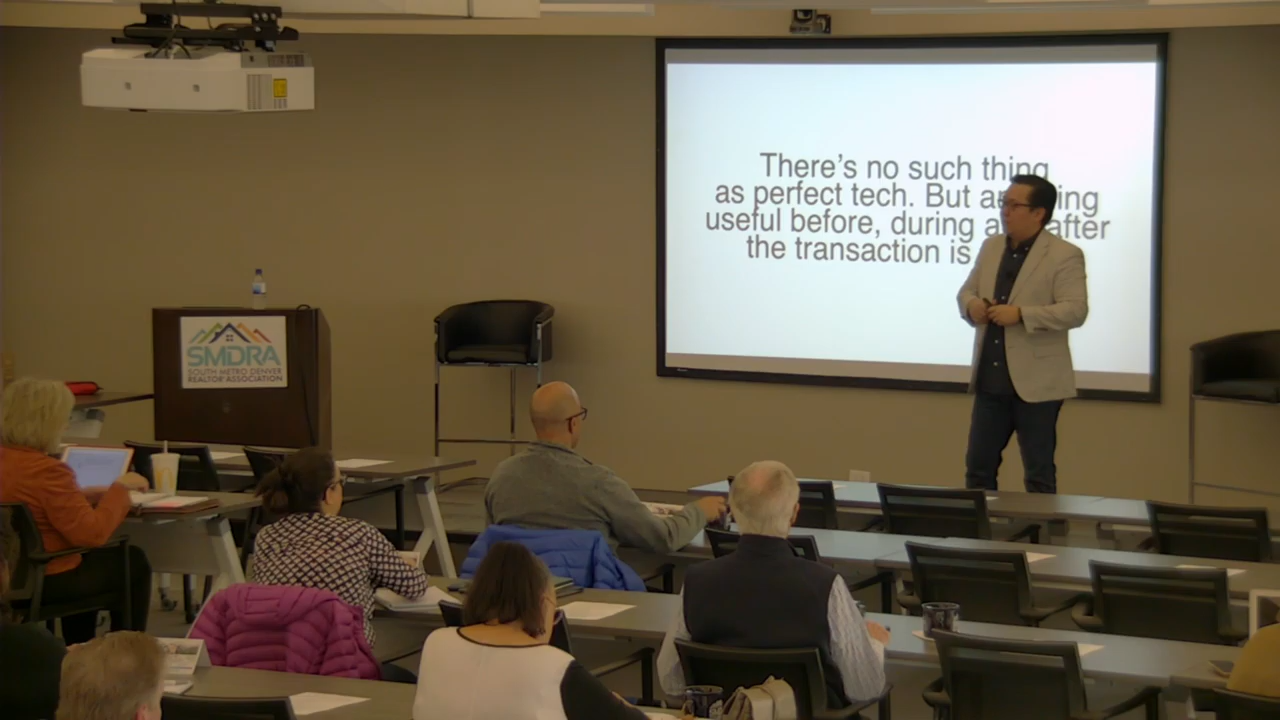 There's no such thing
as perfect tech. But
useful before, during after
the transaction is
SMDRA
SOUTH METRO DENVER
REALTOR® ASSOCIATION